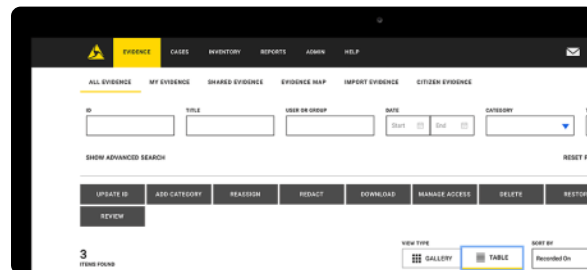 EVIDENCE CASES INVENTORY REPORTS ADMIN HELP
ALL EVIDENCE MY EVIDENCE SHARED EVIDENCE EVIDENCE MAP IMPORT EVIDENCE CITIZEN EVIDENCE
ID TITLE USER OR GROUP DATE CATEGORY
Start End
SHOW ADVANCED SEARCH RESET
UPDATE ID ADD CATEGORY REASSIGN REDACT DOWNLOAD MANAGE ACCESS DELETE
REVIEW
VIEW TYPE SORT BY
3 GALLERY TABLE Recorded On
ITEMS FOUND